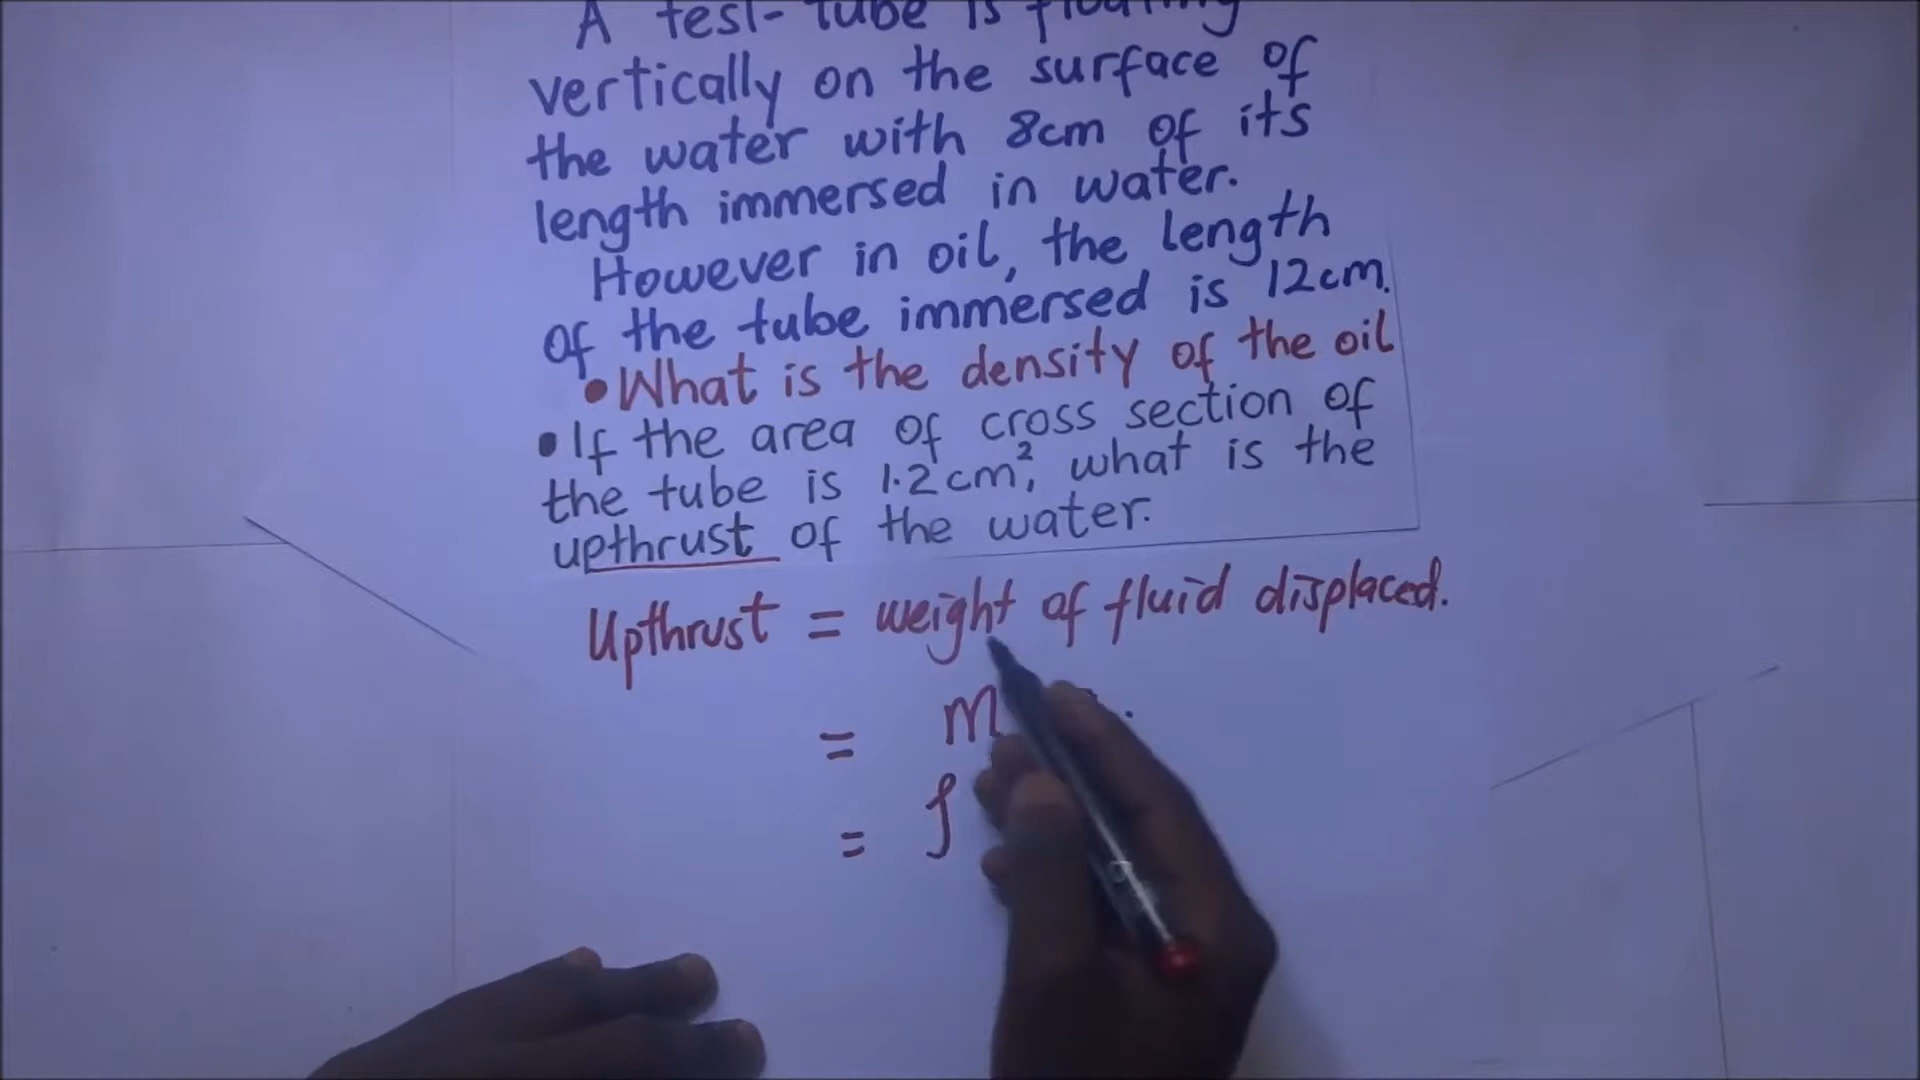 A test-tube is floating
vertically on the surface of
the water with 8cm of its
length immersed in water.
However in oil, the length
of the tube immersed is 12cm.
•What is the density of the oil
•If the area of cross section of
the tube is 1.2cm², what is the
upthrust of the water.
Upthrust = weight of fluid displaced.
= m
= ρ